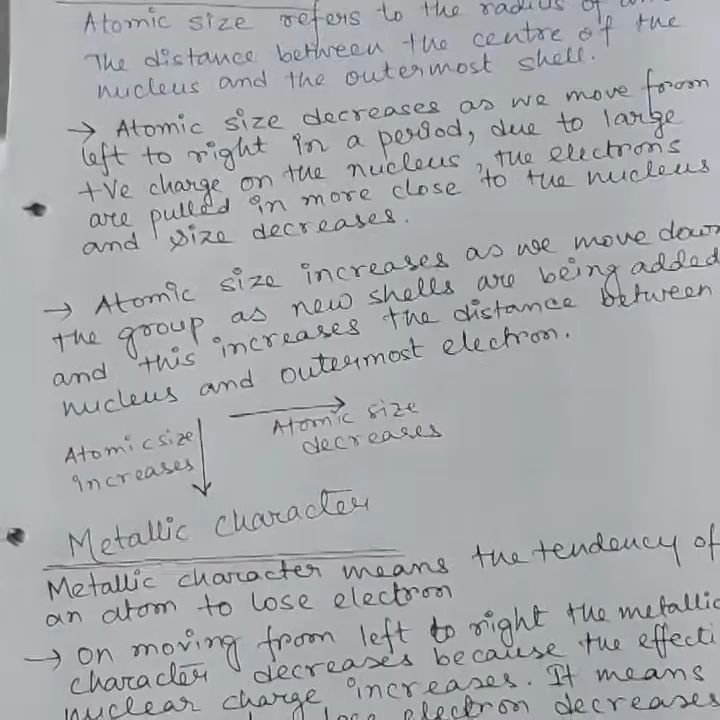 Atomic size refers to the radius of
The distance between the centre of the
nucleus and the outermost shell.
→ Atomic size decreases as we move from
left to right in a period, due to large
+ve charge on the nucleus, the electrons
are pulled in more close to the nucleus
and size decreases.
→ Atomic size increases as we move down
the group as new shells are being added
and this increases the distance between
nucleus and outermost electron.
→
Atomic size
decreases
Atomic size
increases
↓
Metallic character
Metallic character means the tendency of
an atom to lose electron
→ on moving from left to right the metallic
character decreases because the effecti
nuclear charge increases. It means
electron decreases